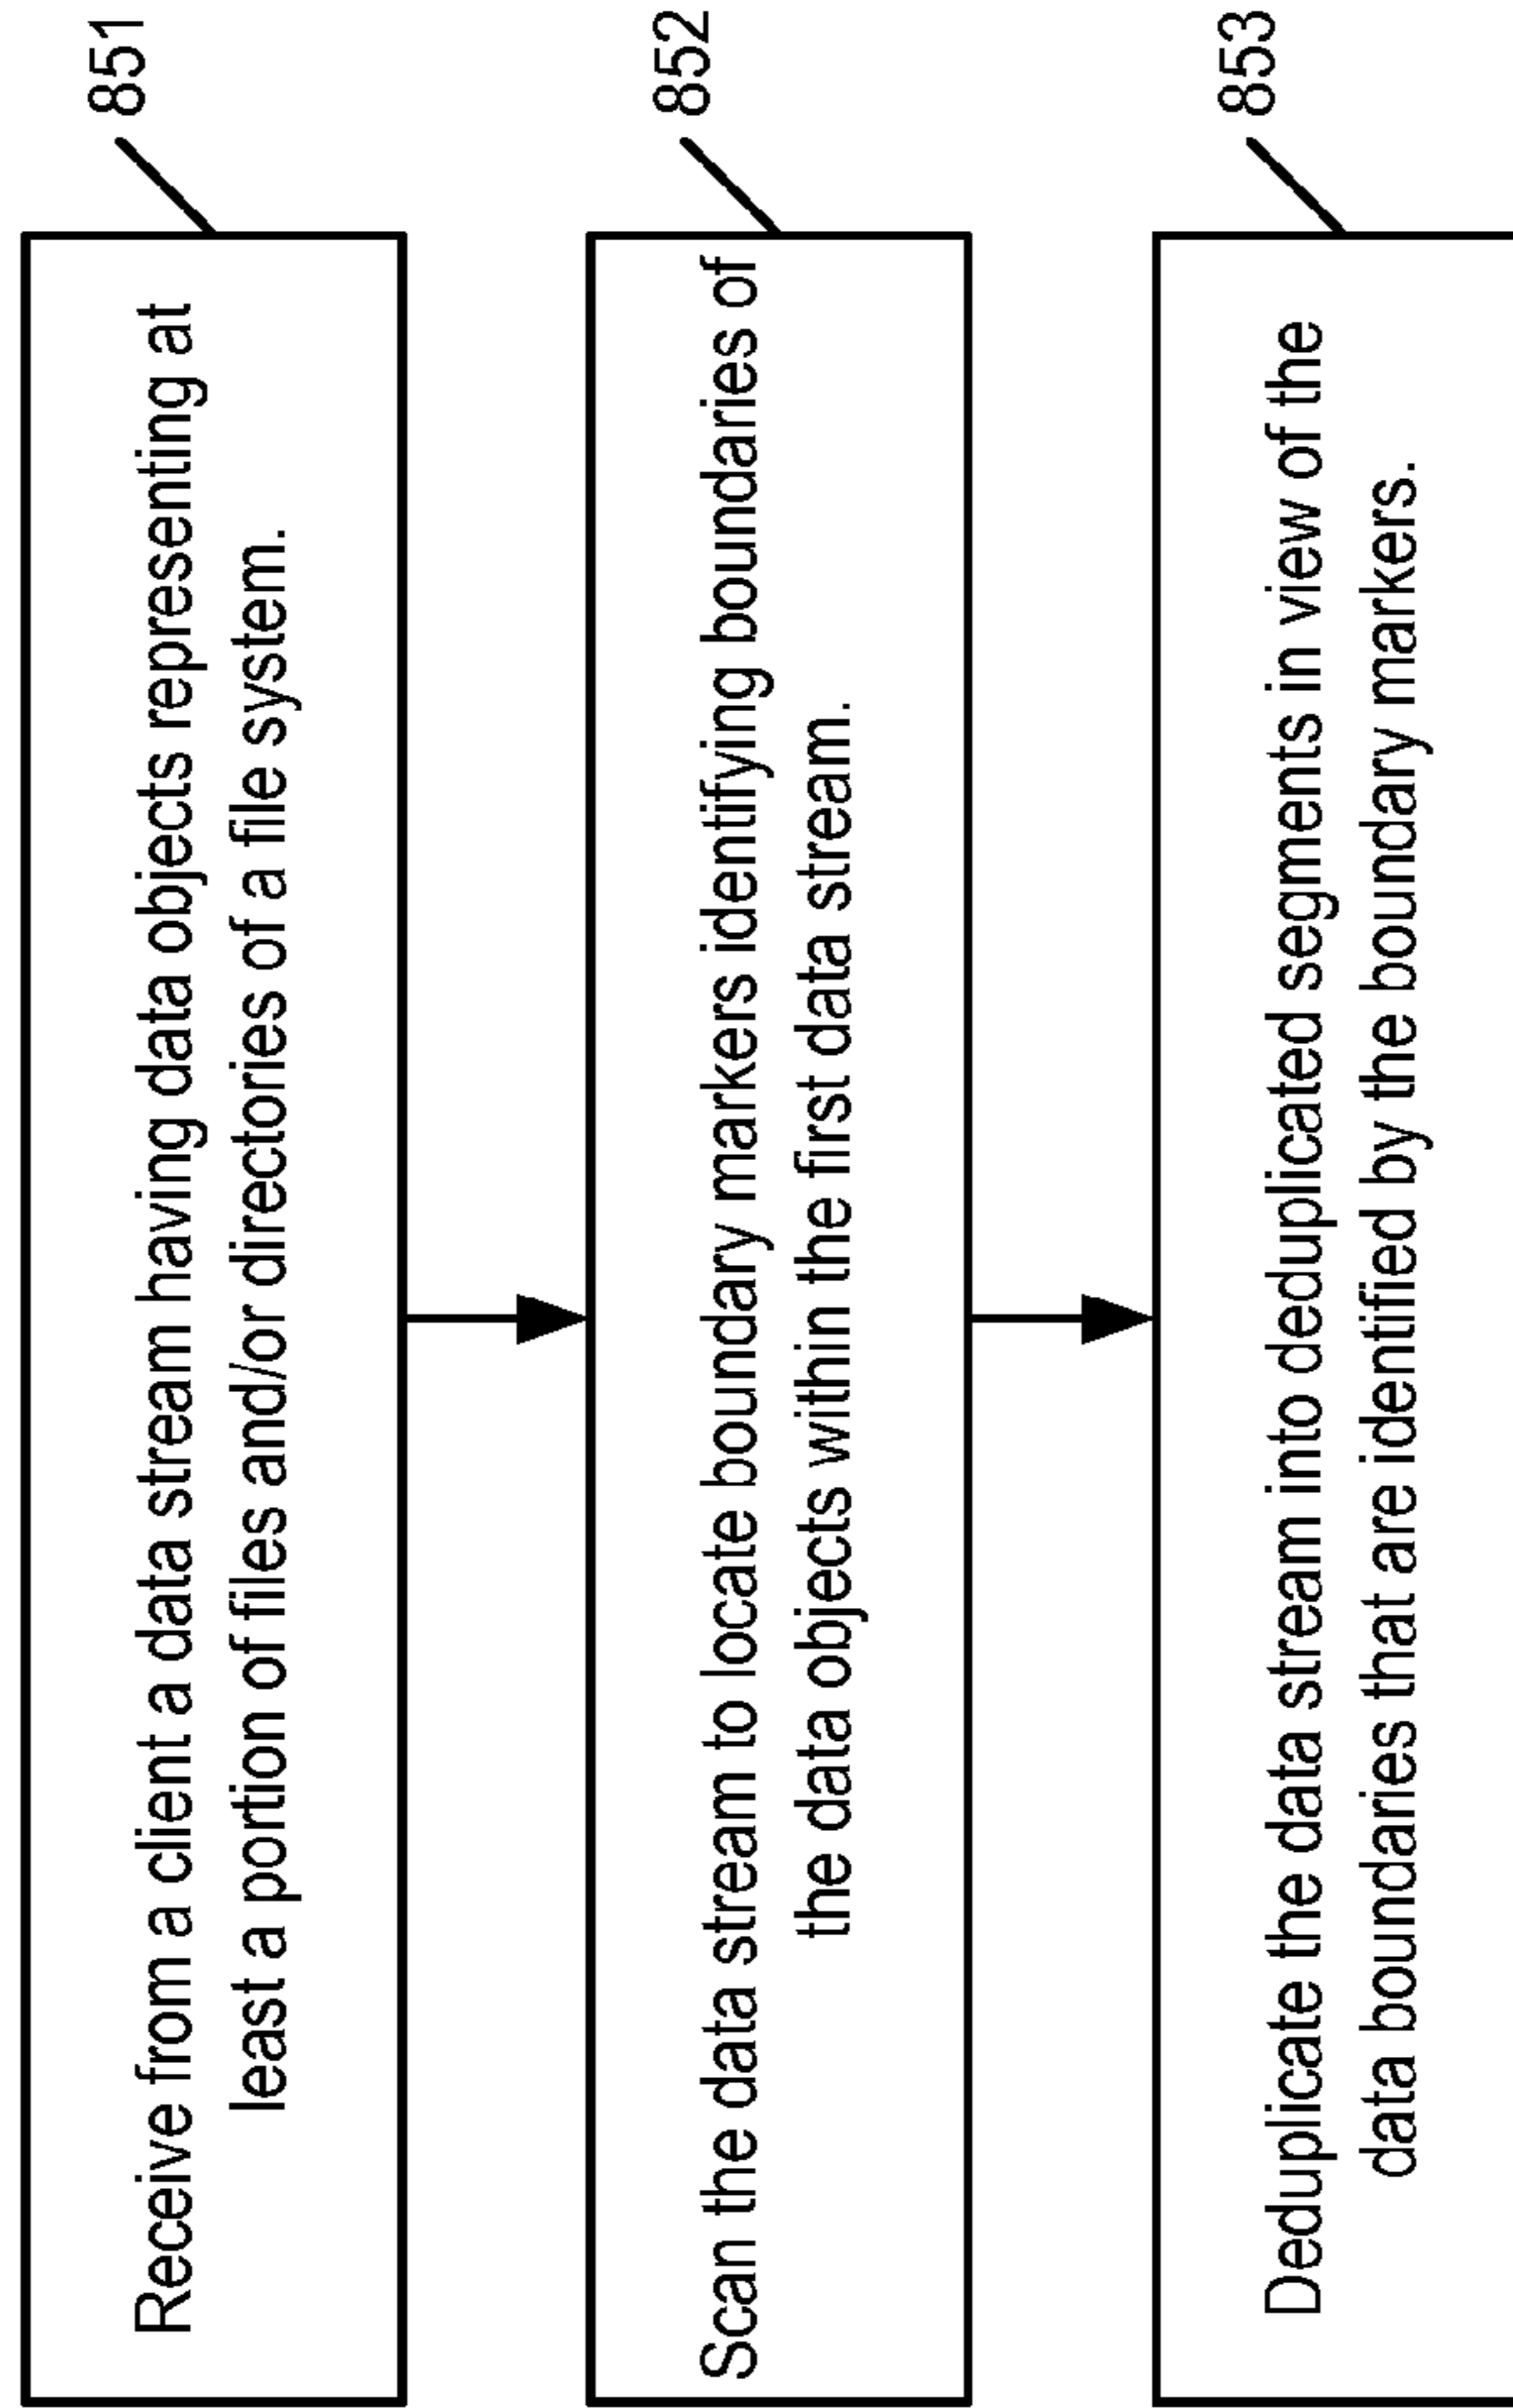 851
Receive from a client a data stream having data objects representing at
least a portion of files and/or directories of a file system.
852
Scan the data stream to locate boundary markers identifying boundaries of
the data objects within the first data stream.
853
Deduplicate the data stream into deduplicated segments in view of the
data boundaries that are identified by the boundary markers.